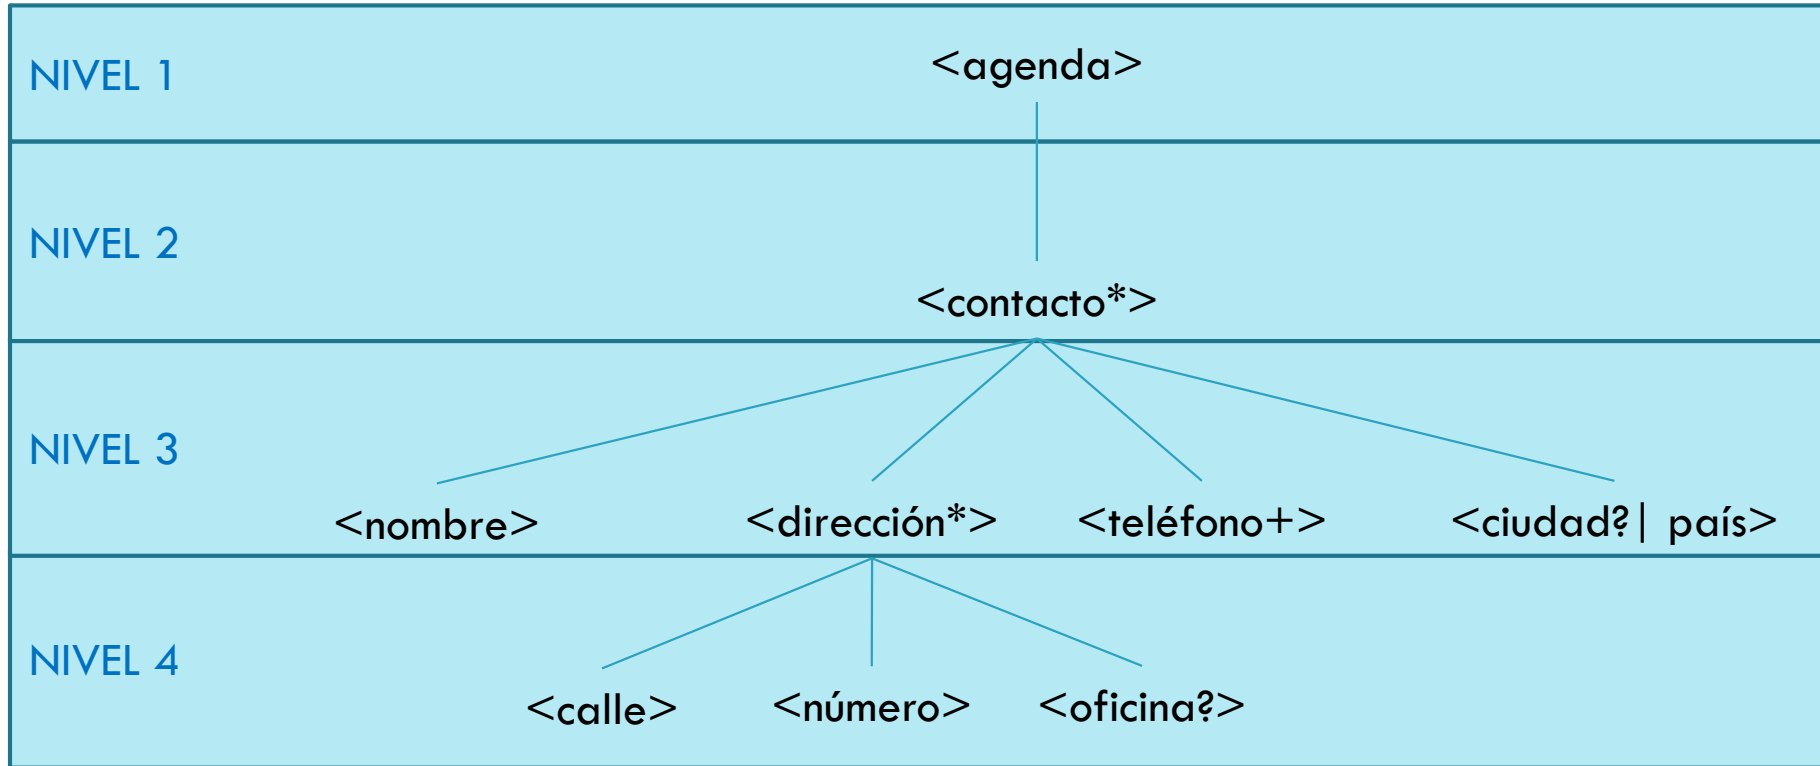 NIVEL 1
<agenda>
NIVEL 2
<contacto*>
NIVEL 3
<nombre> <dirección*> <teléfono+> <ciudad?| país>
NIVEL 4
<calle> <número> <oficina?>